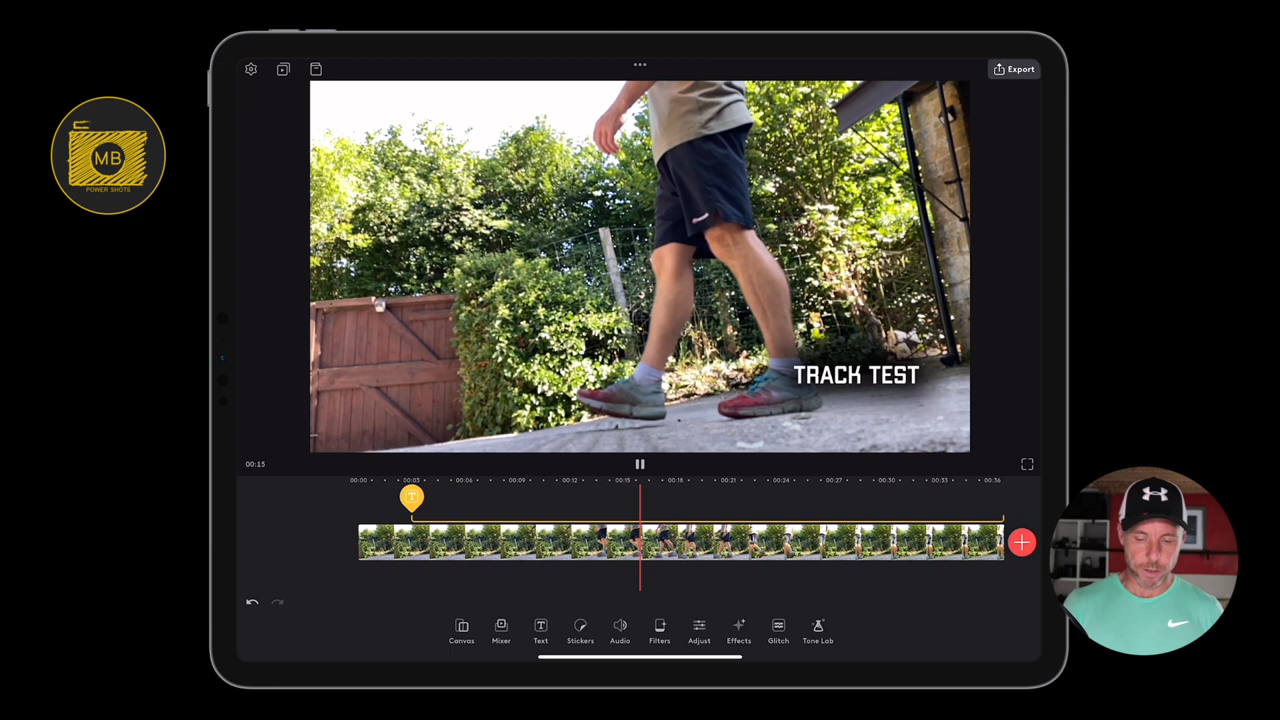 Export
MB
POWER SHOTS
TRACK TEST
00:15
00:00 00:03 00:06 00:09 00:12 00:15 00:18 00:21 00:24 00:27 00:30 00:33 00:36
T
Canvas Mixer Text Stickers Audio Filters Adjust Effects Glitch Tone Lab